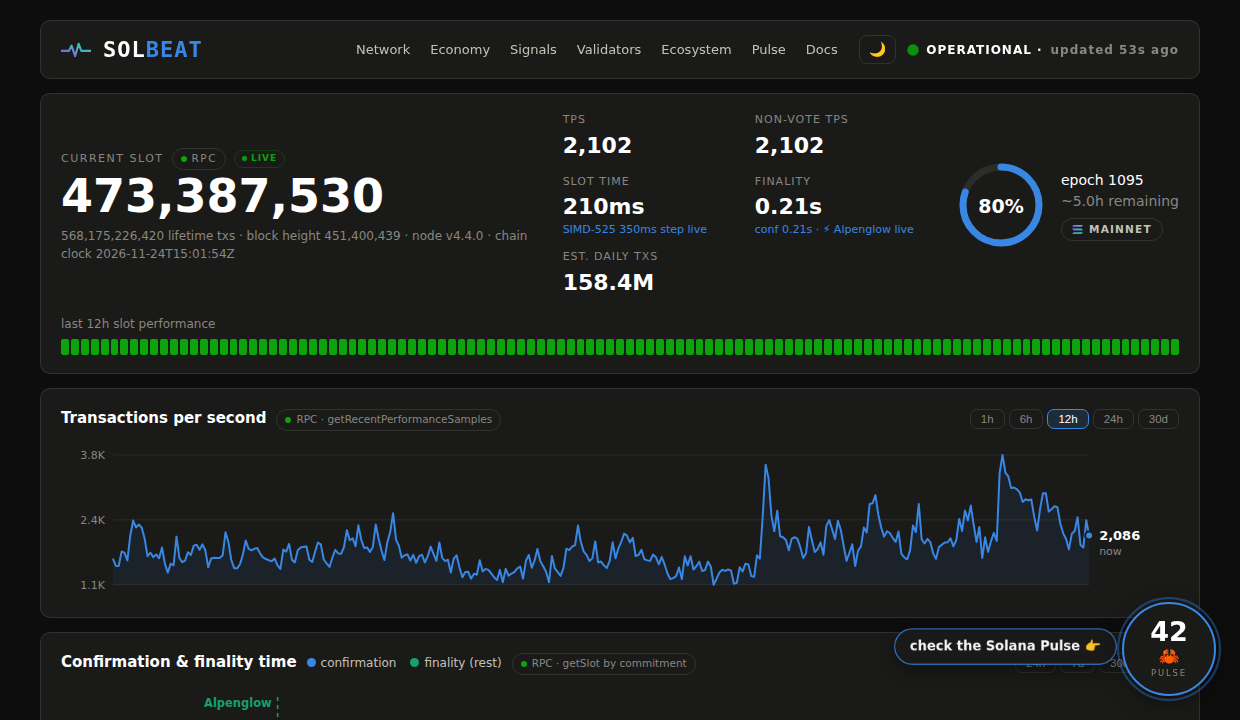 SOLBEAT
Network Economy Signals Validators Ecosystem Pulse Docs
OPERATIONAL · updated 53s ago
CURRENT SLOT RPC LIVE
473,387,530
568,175,226,420 lifetime txs · block height 451,400,439 · node v4.4.0 · chain
clock 2026-11-24T15:01:54Z
TPS
2,102
NON-VOTE TPS
2,102
SLOT TIME
210ms
SIMD-525 350ms step live
FINALITY
0.21s
conf 0.21s · ⚡ Alpenglow live
EST. DAILY TXS
158.4M
80%
epoch 1095
~5.0h remaining
MAINNET
last 12h slot performance
Transactions per second RPC · getRecentPerformanceSamples
1h 6h 12h 24h 30d
3.8K
2.4K
1.1K
2,086
now
Confirmation & finality time confirmation finality (rest) RPC · getSlot by commitment
Alpenglow
check the Solana Pulse 👉
42
🦀
PULSE